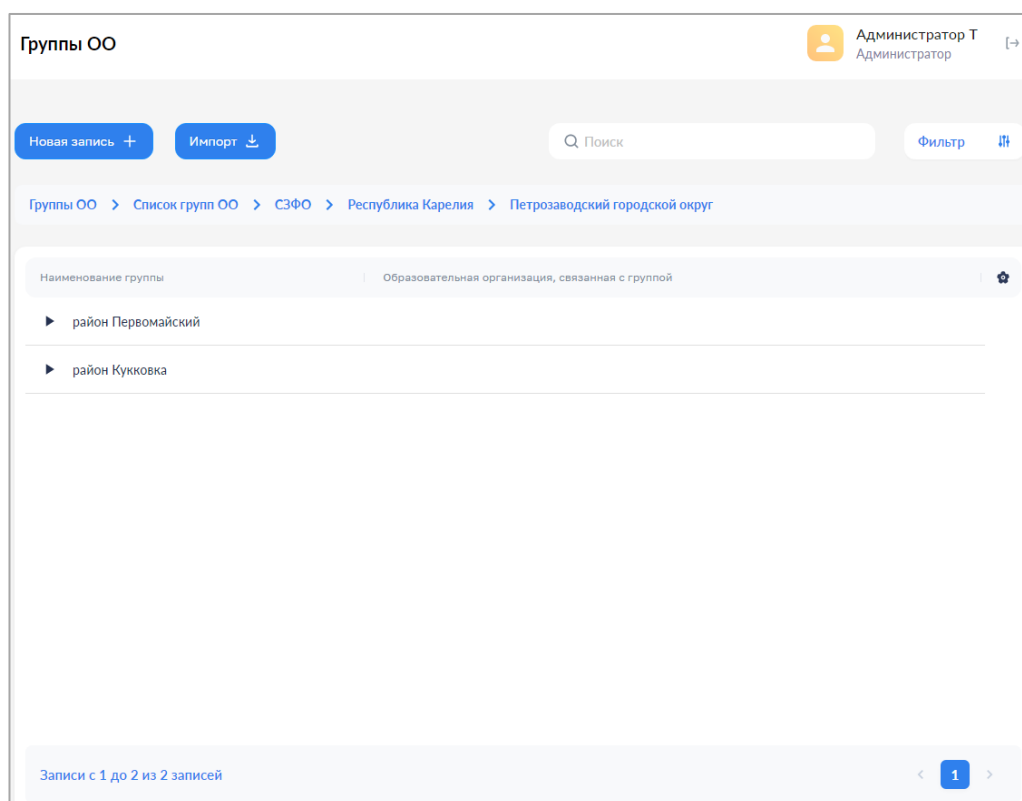 Группы ОО
Администратор Т
Администратор
Новая запись
Импорт
Поиск
Фильтр
Группы ОО > Список групп ОО > СЗФО > Республика Карелия > Петрозаводский городской округ
Наименование группы
Образовательная организация, связанная с группой
район Первомайский
район Кукковка
Записи с 1 до 2 из 2 записей
1